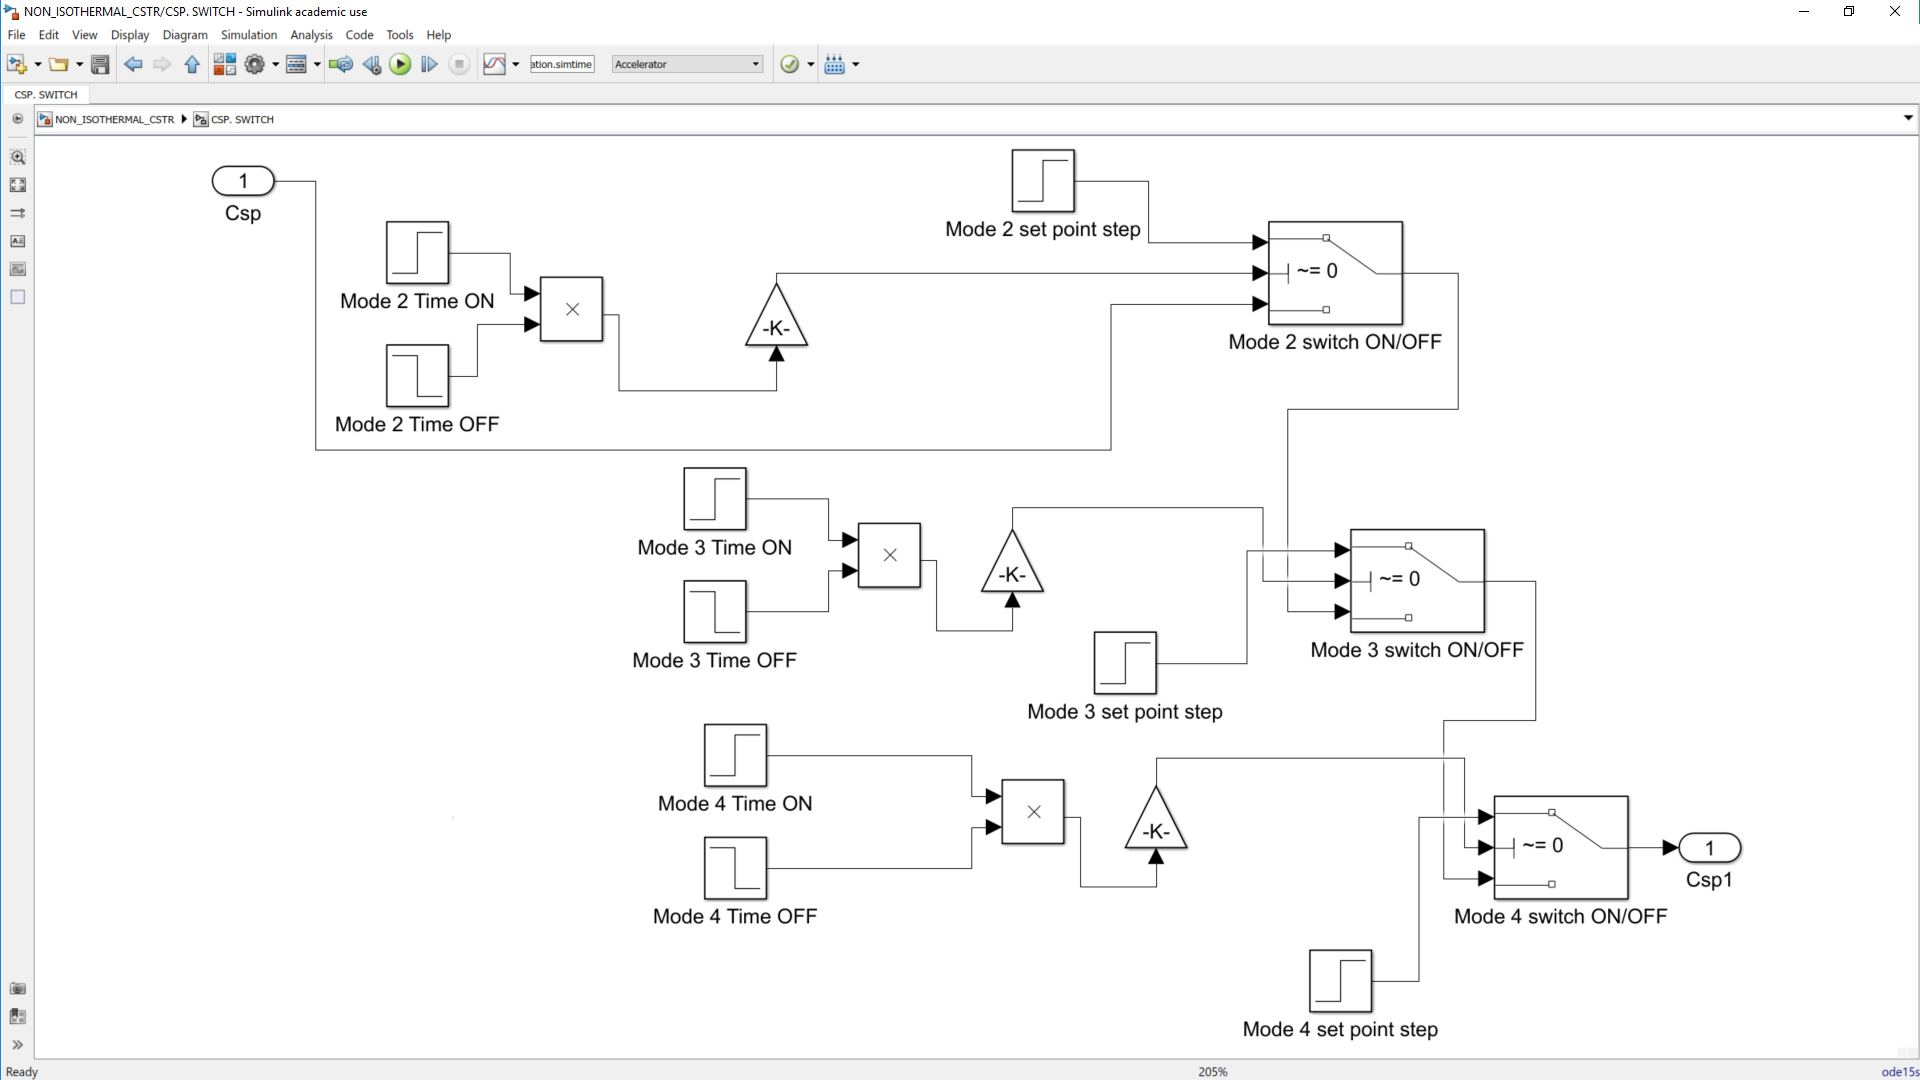 NON_ISOTHERMAL_CSTR/CSP. SWITCH - Simulink academic use
File Edit View Display Diagram Simulation Analysis Code Tools Help
ation.simtime Accelerator
CSP. SWITCH
NON_ISOTHERMAL_CSTR CSP. SWITCH
1
Csp
Mode 2 set point step
Mode 2 Time ON
×
-K-
~= 0
Mode 2 switch ON/OFF
Mode 2 Time OFF
Mode 3 Time ON
×
-K-
~= 0
Mode 3 switch ON/OFF
Mode 3 Time OFF
Mode 3 set point step
Mode 4 Time ON
×
-K-
~= 0
1
Csp1
Mode 4 Time OFF
Mode 4 switch ON/OFF
Mode 4 set point step
Ready 205% ode15s